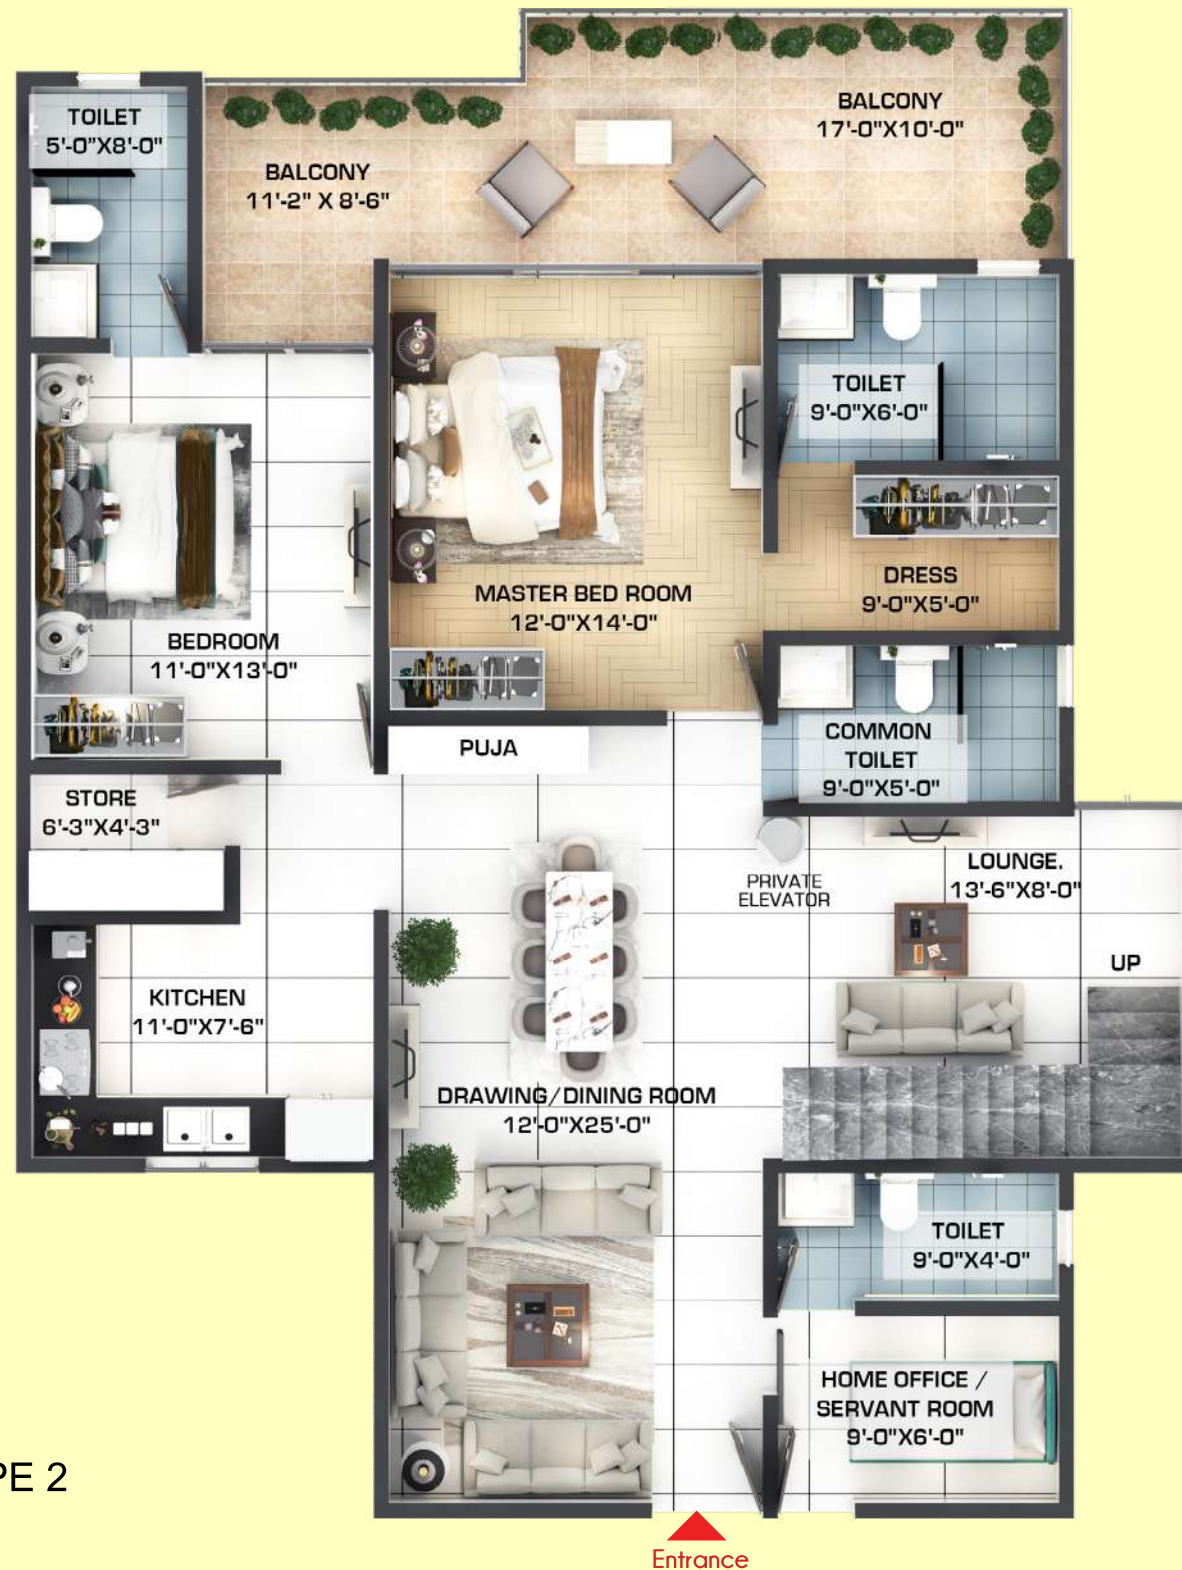 TOILET
5'-0"X8'-0"
BALCONY
11'-2" X 8'-6"
BALCONY
17'-0"X10'-0"
TOILET
9'-0"X6'-0"
MASTER BED ROOM
12'-0"X14'-0"
DRESS
9'-0"X5'-0"
BEDROOM
11'-0"X13'-0"
PUJA
COMMON
TOILET
9'-0"X5'-0"
STORE
6'-3"X4'-3"
PRIVATE
ELEVATOR
LOUNGE.
13'-6"X8'-0"
UP
KITCHEN
11'-0"X7'-6"
DRAWING/DINING ROOM
12'-0"X25'-0"
TOILET
9'-0"X4'-0"
HOME OFFICE /
SERVANT ROOM
9'-0"X6'-0"
PE 2
Entrance